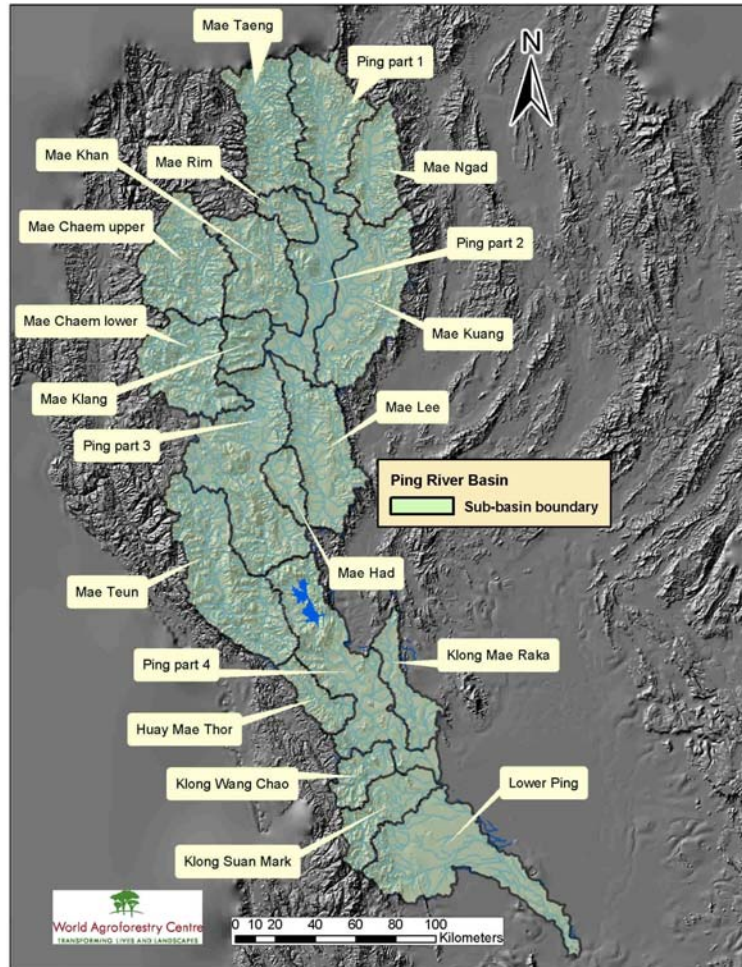 Mae Taeng
N
Ping part 1
Mae Khan
Mae Rim
Mae Ngad
Mae Chaem upper
Ping part 2
Mae Chaem lower
Mae Kuang
Mae Klang
Mae Lee
Ping part 3
Ping River Basin
Sub-basin boundary
Mae Had
Mae Teun
Klong Mae Raka
Ping part 4
Huay Mae Thor
Klong Wang Chao
Lower Ping
Klong Suan Mark
World Agroforestry Centre
TRANSFORMING LIVES AND LANDSCAPES
0 10 20 40 60 80 100
Kilometers